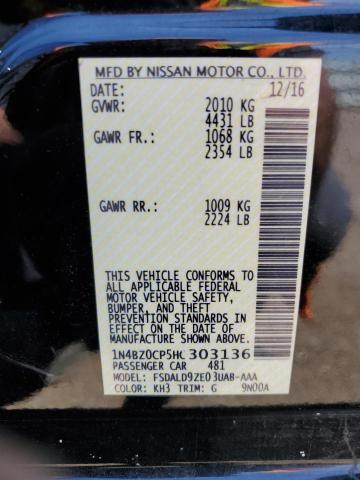 MFD BY NISSAN MOTOR CO., LTD.
DATE: 12/16
GVWR: 2010 KG
4431 LB
GAWR FR.: 1068 KG
2354 LB
GAWR RR.: 1009 KG
2224 LB
THIS VEHICLE CONFORMS TO
ALL APPLICABLE FEDERAL
MOTOR VEHICLE SAFETY,
BUMPER, AND THEFT
PREVENTION STANDARDS IN
EFFECT ON THE DATE OF
MANUFACTURE SHOWN ABOVE.
1N4BZ0CP5HL 303136
PASSENGER CAR 481
MODEL: FSDALD9ZE03UAB-AAA
COLOR: KH3 TRIM: G 9N00A